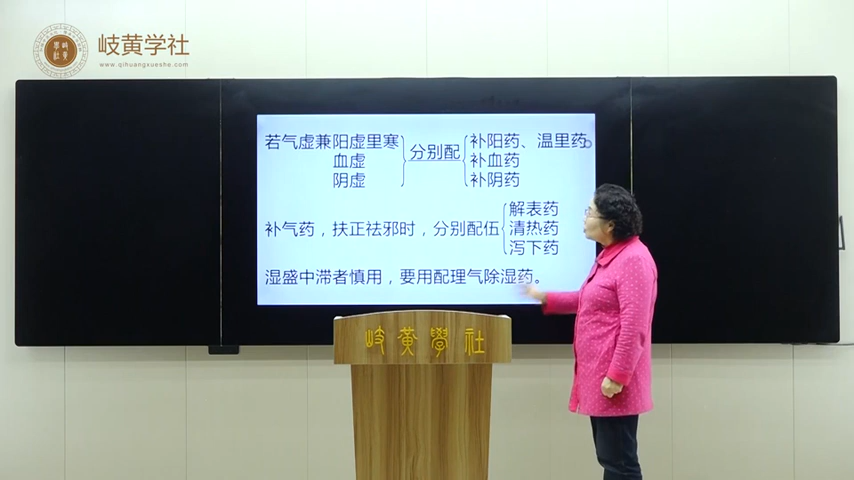 岐黄学社
www.qihuangxueshe.com
若气虚兼阳虚里寒 分别配 补阳药、温里药
血虚 补血药
阴虚 补阴药
解表药
补气药，扶正祛邪时，分别配伍 清热药
泻下药
湿盛中滞者慎用，要用配理气除湿药。
岐黄學社